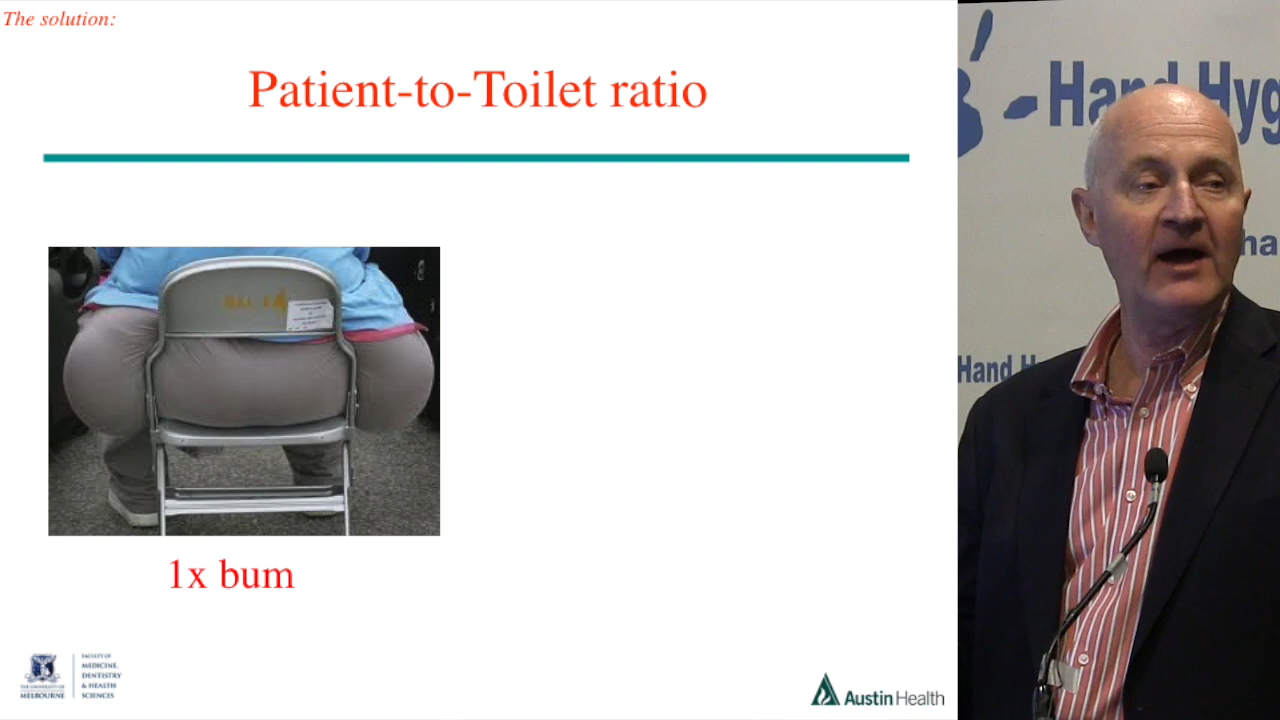 The solution:
Patient-to-Toilet ratio
1x bum
THE UNIVERSITY OF
MELBOURNE
FACULTY OF
MEDICINE,
DENTISTRY
& HEALTH
SCIENCES
Austin Health
Hand Hyg
ha
Hand H